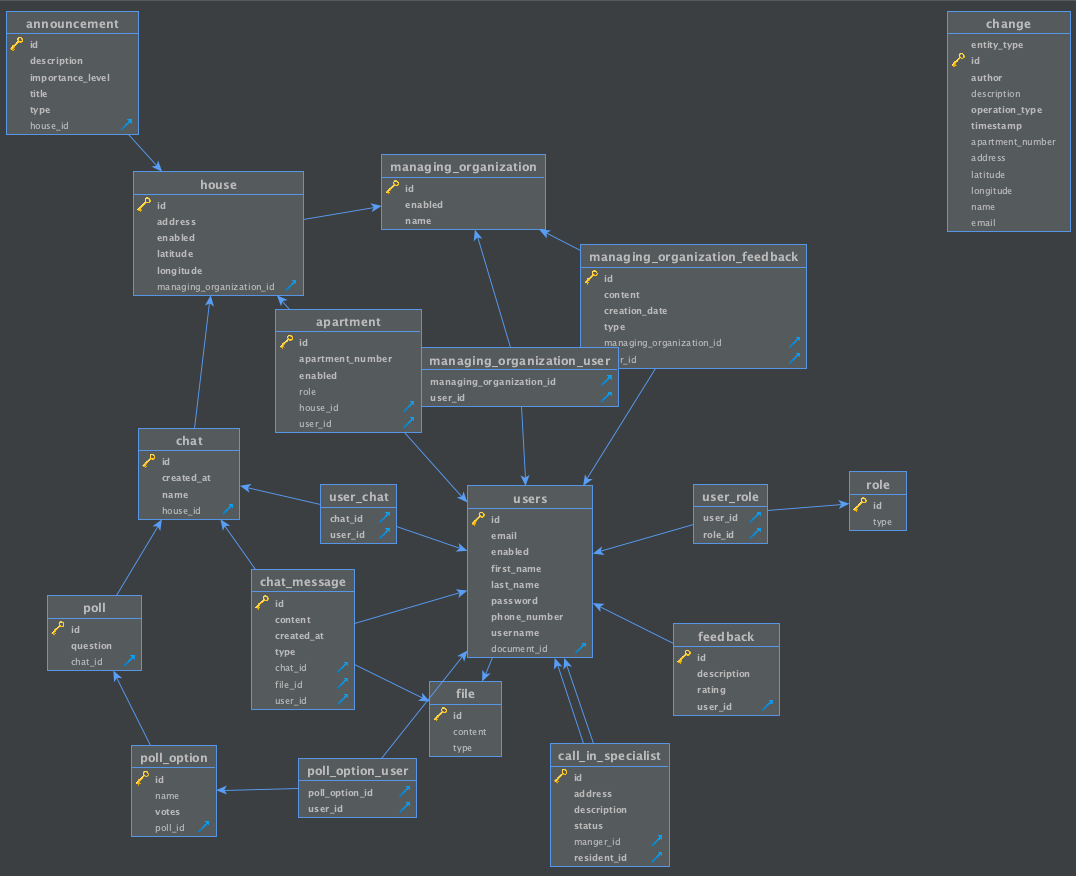 announcement
id
description
importance_level
title
type
house_id
change
entity_type
id
author
description
operation_type
timestamp
apartment_number
address
latitude
longitude
name
email
house
id
address
enabled
latitude
longitude
managing_organization_id
managing_organization
id
enabled
name
managing_organization_feedback
id
content
creation_date
type
managing_organization_id
r_id
apartment
id
apartment_number
enabled
role
house_id
user_id
managing_organization_user
managing_organization_id
user_id
chat
id
created_at
name
house_id
user_chat
chat_id
user_id
users
id
email
enabled
first_name
last_name
password
phone_number
username
document_id
user_role
user_id
role_id
role
id
type
chat_message
id
content
created_at
type
chat_id
file_id
user_id
poll
id
question
chat_id
feedback
id
description
rating
user_id
file
id
content
type
poll_option
id
name
votes
poll_id
poll_option_user
poll_option_id
user_id
call_in_specialist
id
address
description
status
manger_id
resident_id